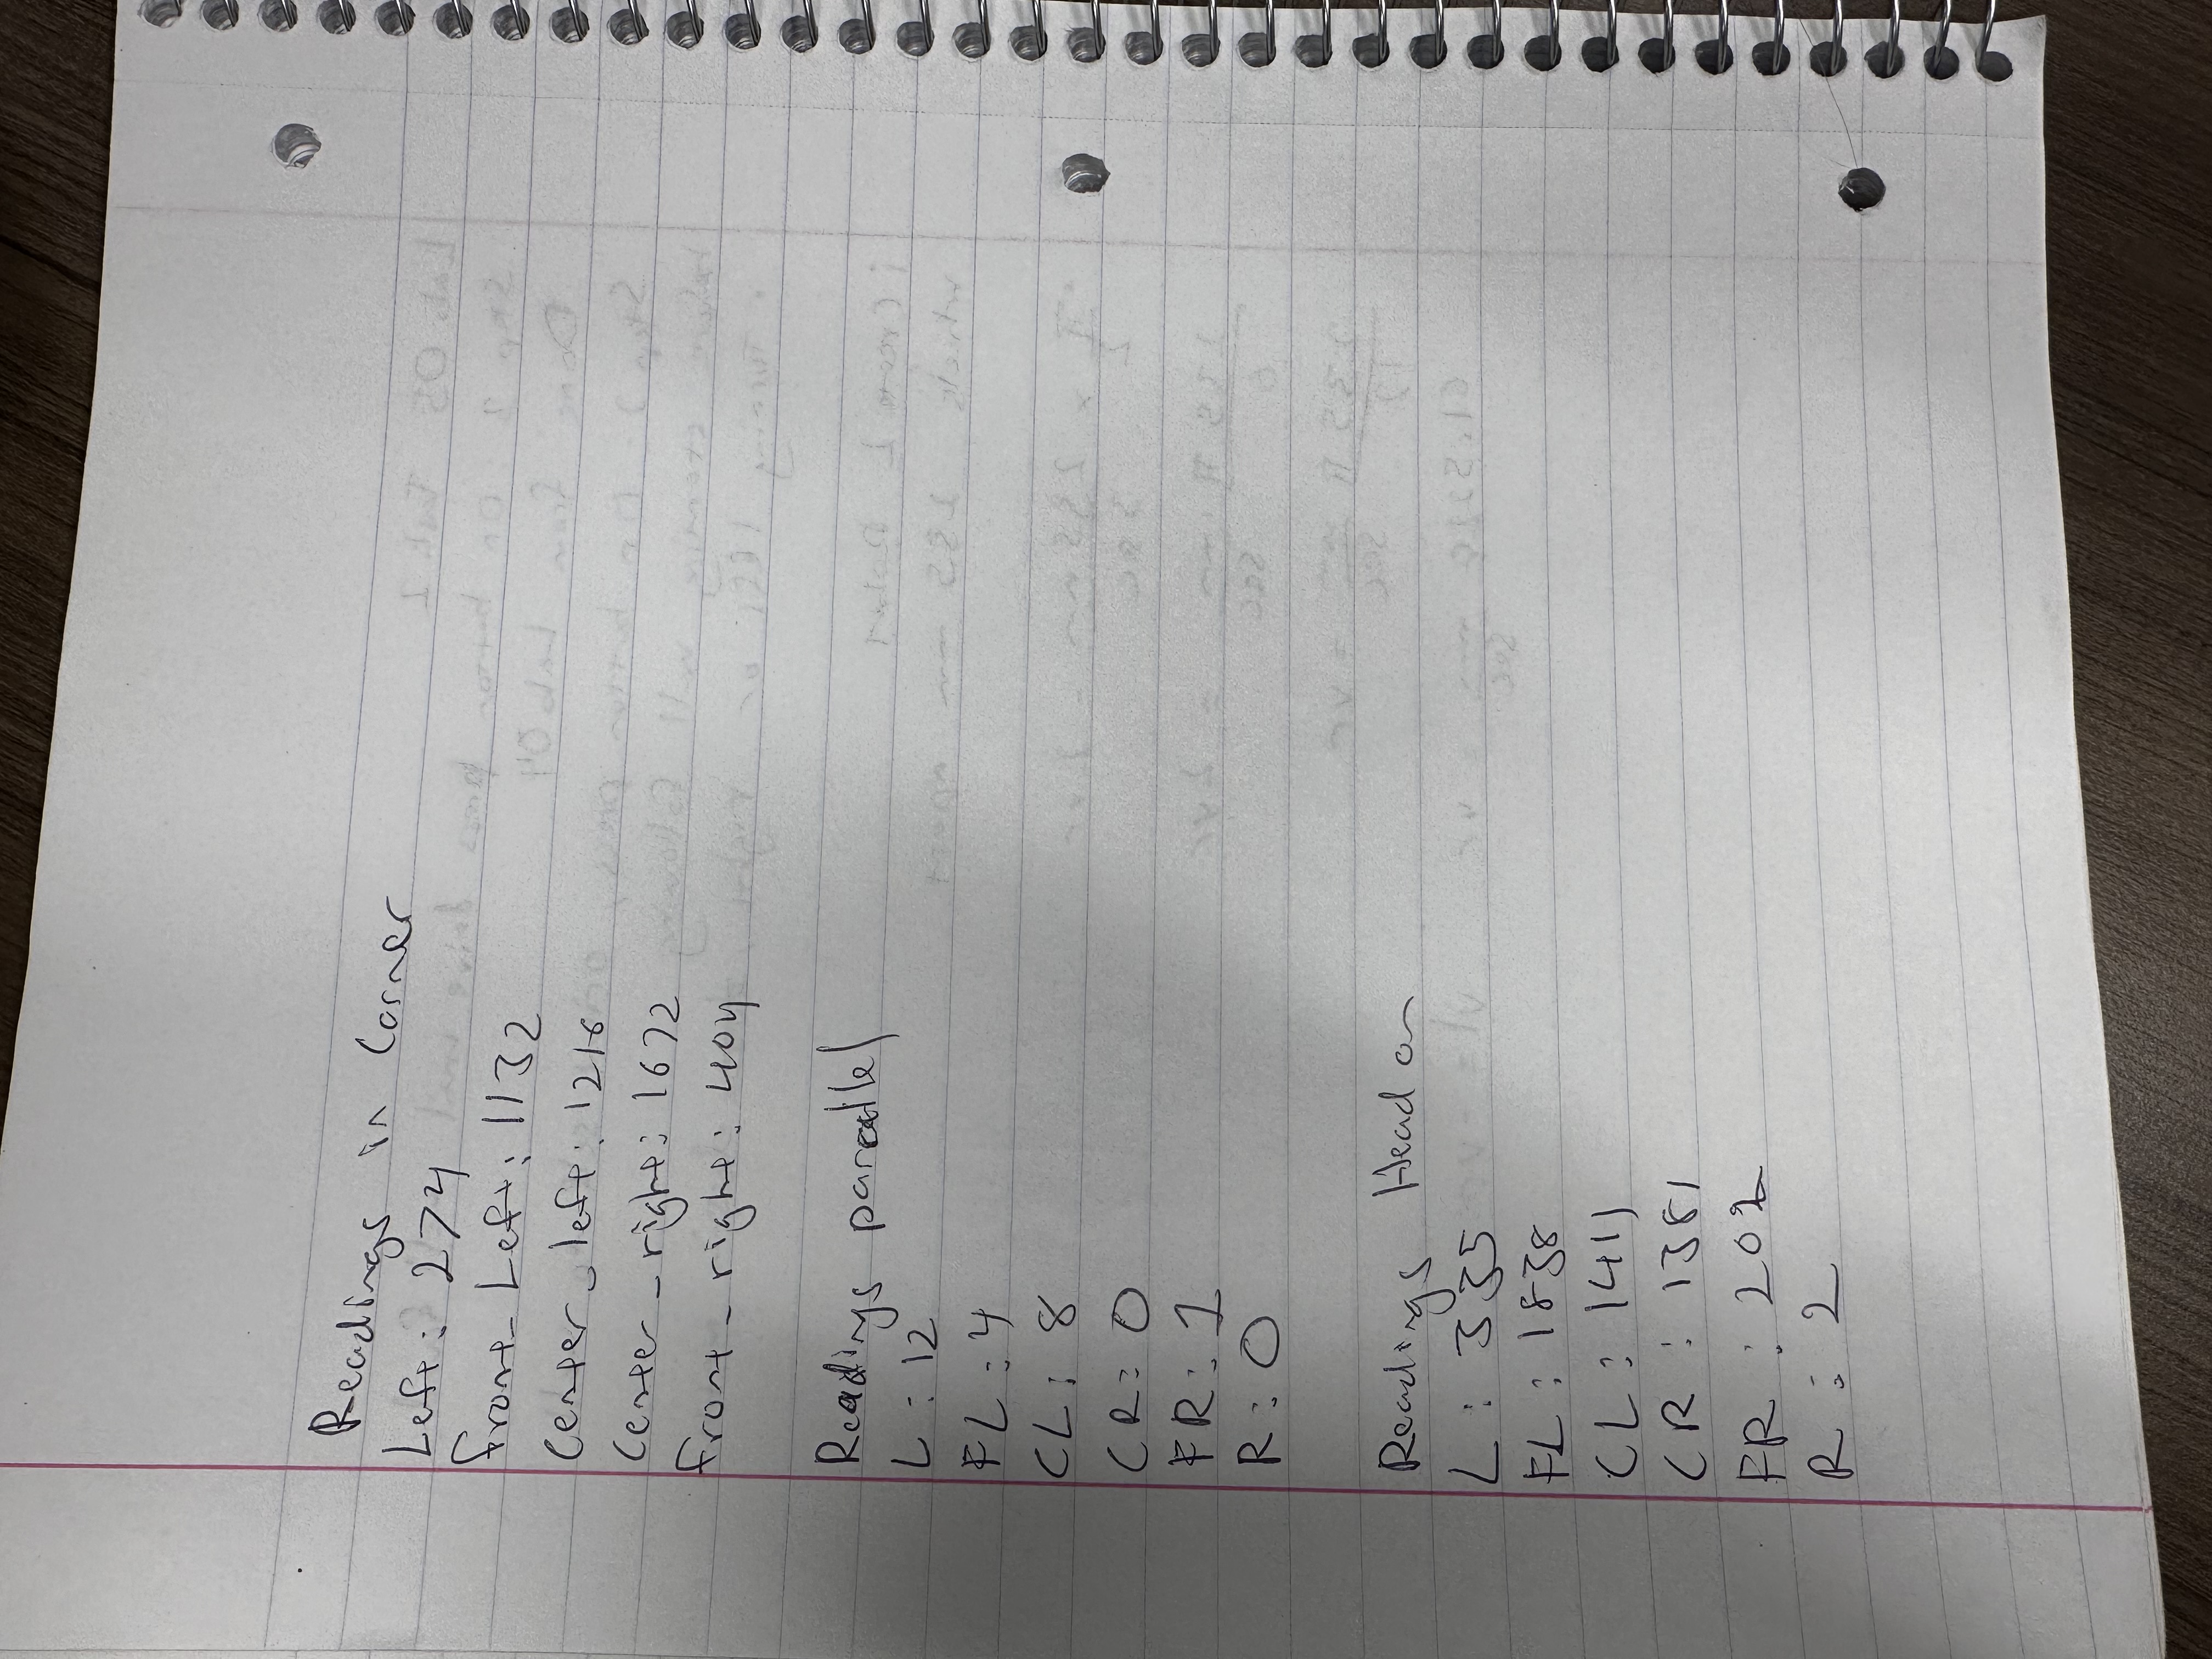 Readings in Corner
Left: 274
front_Left: 1132
Center_left: 1216
Center_right: 1672
front_right: 404
Readings parallel
L: 12
FL: 4
CL: 8
CR: 0
FR: 1
R: 0
Readings Head on
L: 335
FL: 1838
CL: 1411
CR: 1381
FR: 202
R: 2